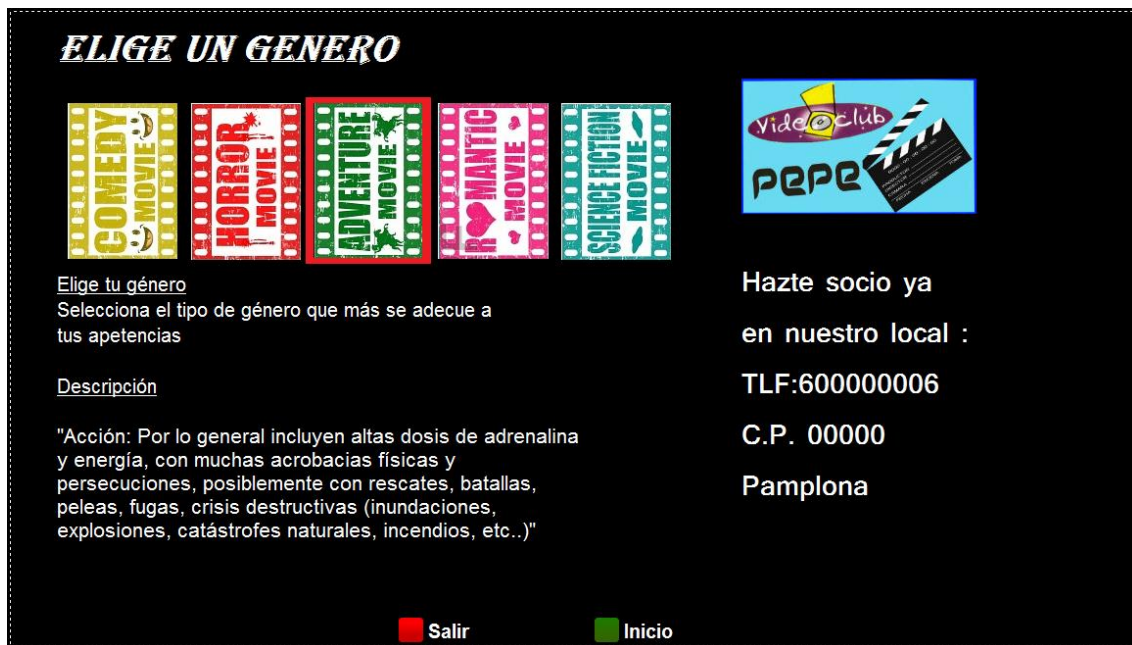 ELIGE UN GENERO
COMEDY
MOVIE
HORROR
MOVIE
ADVENTURE
MOVIE
ROMANTIC
MOVIE
SCIENCE FICTION
MOVIE
Elige tu género
Selecciona el tipo de género que más se adecue a
tus apetencias
Descripción
"Acción: Por lo general incluyen altas dosis de adrenalina
y energía, con muchas acrobacias físicas y
persecuciones, posiblemente con rescates, batallas,
peleas, fugas, crisis destructivas (inundaciones,
explosiones, catástrofes naturales, incendios, etc..)"
Videoclub
pepe
Hazte socio ya
en nuestro local :
TLF:600000006
C.P. 00000
Pamplona
Salir
Inicio